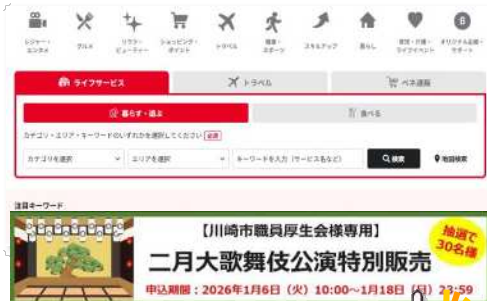 レジャー・
エンタメ
グルメ
リラク・
ビューティー
ショッピング・
ポイント
トラベル
健康・
スポーツ
スキルアップ
暮らし
育児・介護・
ライフイベント
オリジナル企画・
サポート
ライフサービス
トラベル
ベネ通販
暮らす・遊ぶ
食べる
カテゴリ・エリア・キーワードのいずれかを選択してください 必須
カテゴリを選択
エリアを選択
キーワードを入力(サービス名など)
検索
地図検索
注目キーワード
【川崎市職員厚生会様専用】
二月大歌舞伎公演特別販売
申込期間:2026年1月6日(火)10:00~1月18日(日)23:59
抽選で
30名様